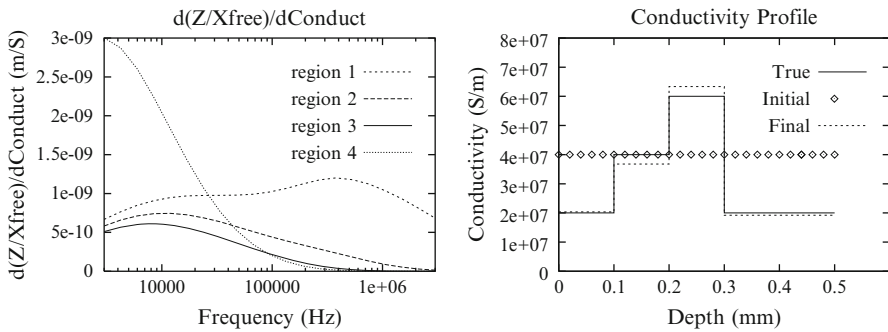 d(Z/Xfree)/dConduct
d(Z/Xfree)/dConduct (m/S)
3e-09
2.5e-09
2e-09
1.5e-09
1e-09
5e-10
0
region 1
region 2
region 3
region 4
10000
100000
1e+06
Frequency (Hz)
Conductivity Profile
Conductivity (S/m)
8e+07
7e+07
6e+07
5e+07
4e+07
3e+07
2e+07
1e+07
0
True
Initial
Final
0
0.1
0.2
0.3
0.4
0.5
Depth (mm)